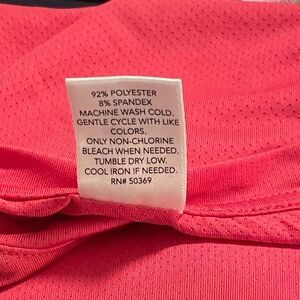 92% POLYESTER
8% SPANDEX
MACHINE WASH COLD.
GENTLE CYCLE WITH LIKE
COLORS.
ONLY NON-CHLORINE
BLEACH WHEN NEEDED.
TUMBLE DRY LOW.
COOL IRON IF NEEDED.
RN# 50369